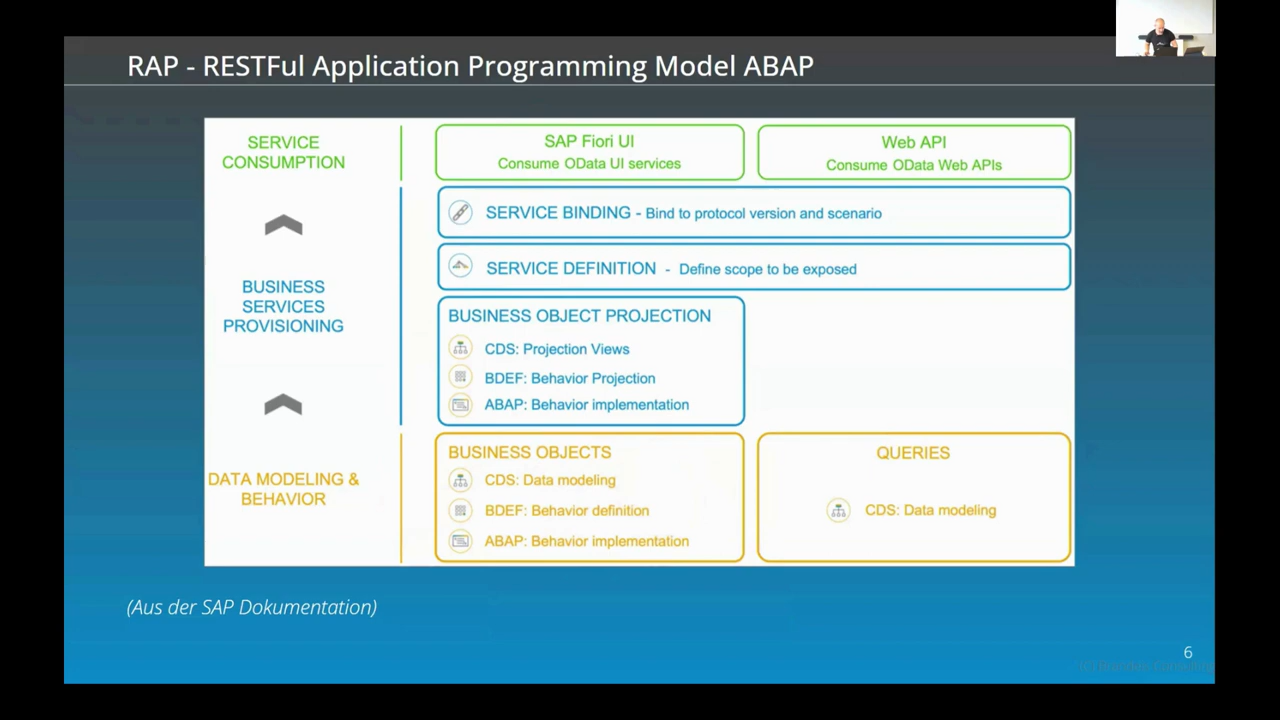 RAP - RESTFul Application Programming Model ABAP
SERVICE
CONSUMPTION
SAP Fiori UI
Consume OData UI services
Web API
Consume OData Web APIs
BUSINESS
SERVICES
PROVISIONING
SERVICE BINDING - Bind to protocol version and scenario
SERVICE DEFINITION - Define scope to be exposed
BUSINESS OBJECT PROJECTION
CDS: Projection Views
BDEF: Behavior Projection
ABAP: Behavior implementation
DATA MODELING &
BEHAVIOR
BUSINESS OBJECTS
CDS: Data modeling
BDEF: Behavior definition
ABAP: Behavior implementation
QUERIES
CDS: Data modeling
(Aus der SAP Dokumentation)
6